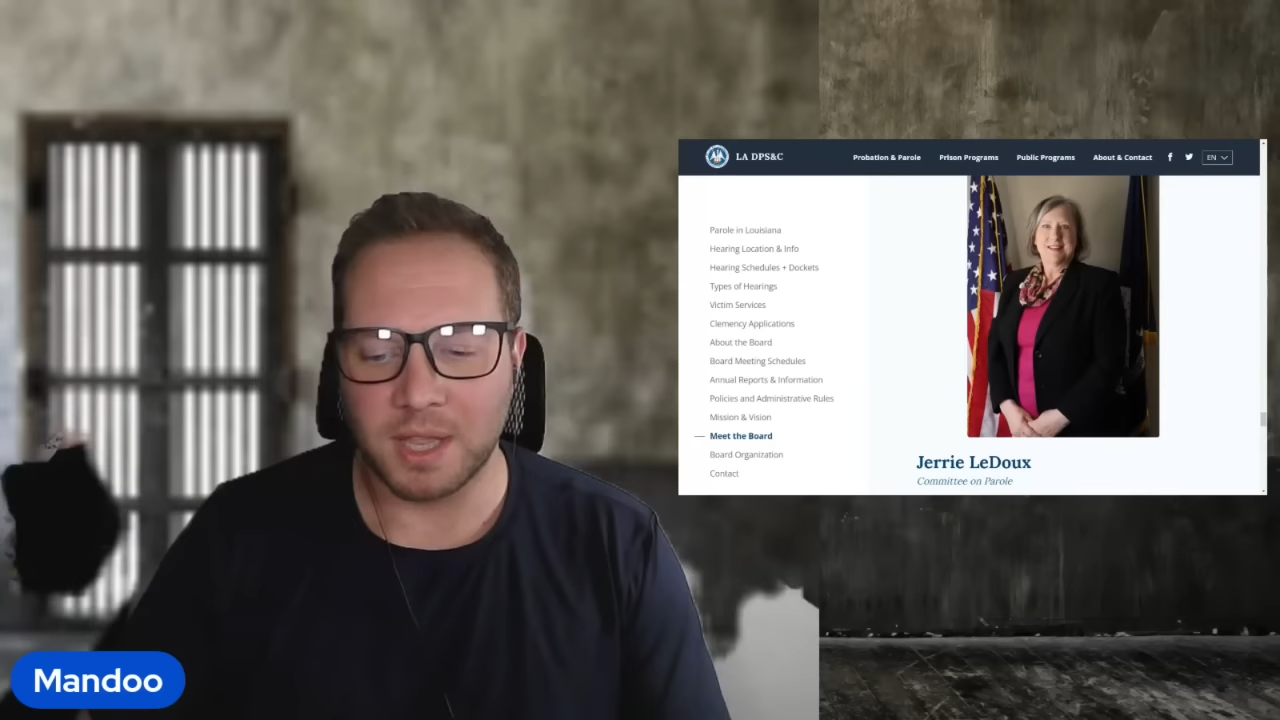 LA DPS&C
Probation & Parole
Prison Programs
Public Programs
About & Contact
EN
Parole in Louisiana
Hearing Location & Info
Hearing Schedules + Dockets
Types of Hearings
Victim Services
Clemency Applications
About the Board
Board Meeting Schedules
Annual Reports & Information
Policies and Administrative Rules
Mission & Vision
Meet the Board
Board Organization
Contact
Jerrie LeDoux
Committee on Parole
Mandoo